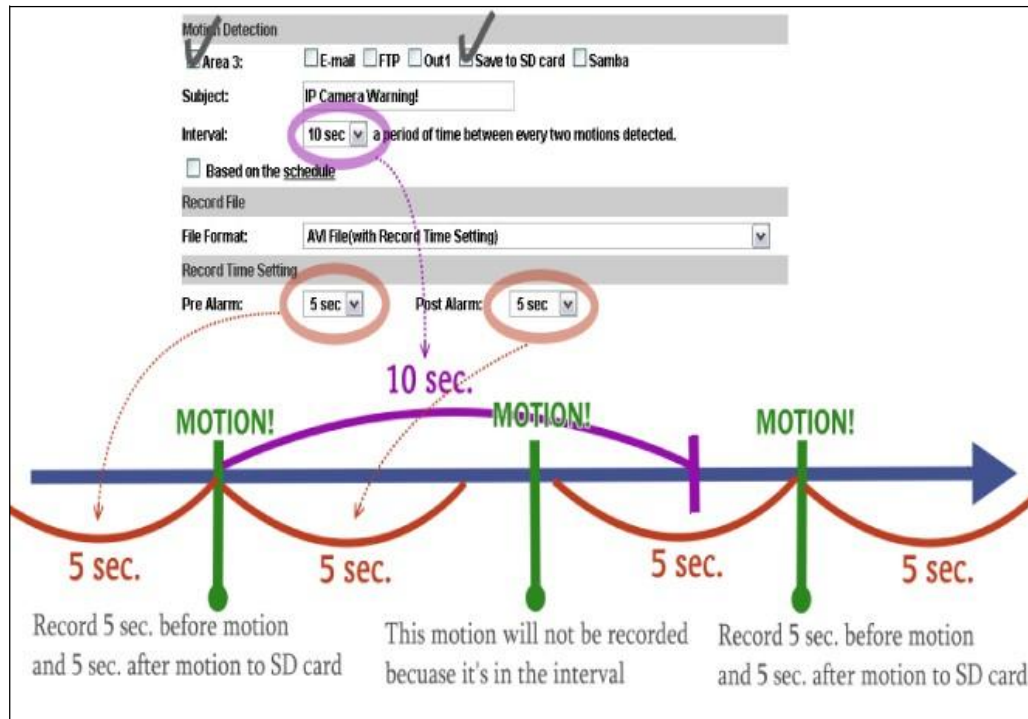 Motion Detection
Area 3: E-mail FTP Out1 Save to SD card Samba
Subject: IP Camera Warning!
Interval: 10 sec a period of time between every two motions detected.
Based on the schedule
Record File
File Format: AVI File(with Record Time Setting)
Record Time Setting
Pre Alarm: 5 sec Post Alarm: 5 sec
10 sec.
MOTION! MOTION! MOTION!
5 sec. 5 sec. 5 sec. 5 sec.
Record 5 sec. before motion
and 5 sec. after motion to SD card
This motion will not be recorded
becuase it's in the interval
Record 5 sec. before motion
and 5 sec. after motion to SD card